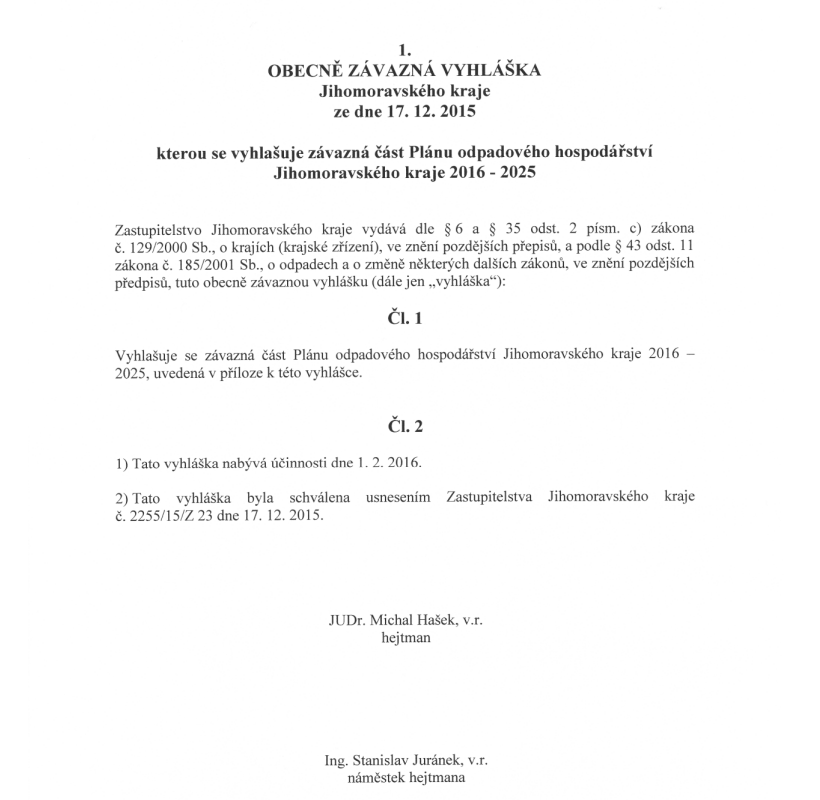 1.
OBECNĚ ZÁVAZNÁ VYHLÁŠKA
Jihomoravského kraje
ze dne 17. 12. 2015
kterou se vyhlašuje závazná část Plánu odpadového hospodářství
Jihomoravského kraje 2016 - 2025
Zastupitelstvo Jihomoravského kraje vydává dle § 6 a § 35 odst. 2 písm. c) zákona
č. 129/2000 Sb., o krajích (krajské zřízení), ve znění pozdějších přepisů, a podle § 43 odst. 11
zákona č. 185/2001 Sb., o odpadech a o změně některých dalších zákonů, ve znění pozdějších
předpisů, tuto obecně závaznou vyhlášku (dále jen „vyhláška“):
Čl. 1
Vyhlašuje se závazná část Plánu odpadového hospodářství Jihomoravského kraje 2016 –
2025, uvedená v příloze k této vyhlášce.
Čl. 2
1) Tato vyhláška nabývá účinnosti dne 1. 2. 2016.
2) Tato vyhláška byla schválena usnesením Zastupitelstva Jihomoravského kraje
č. 2255/15/Z 23 dne 17. 12. 2015.
JUDr. Michal Hašek, v.r.
hejtman
Ing. Stanislav Juránek, v.r.
náměstek hejtmana